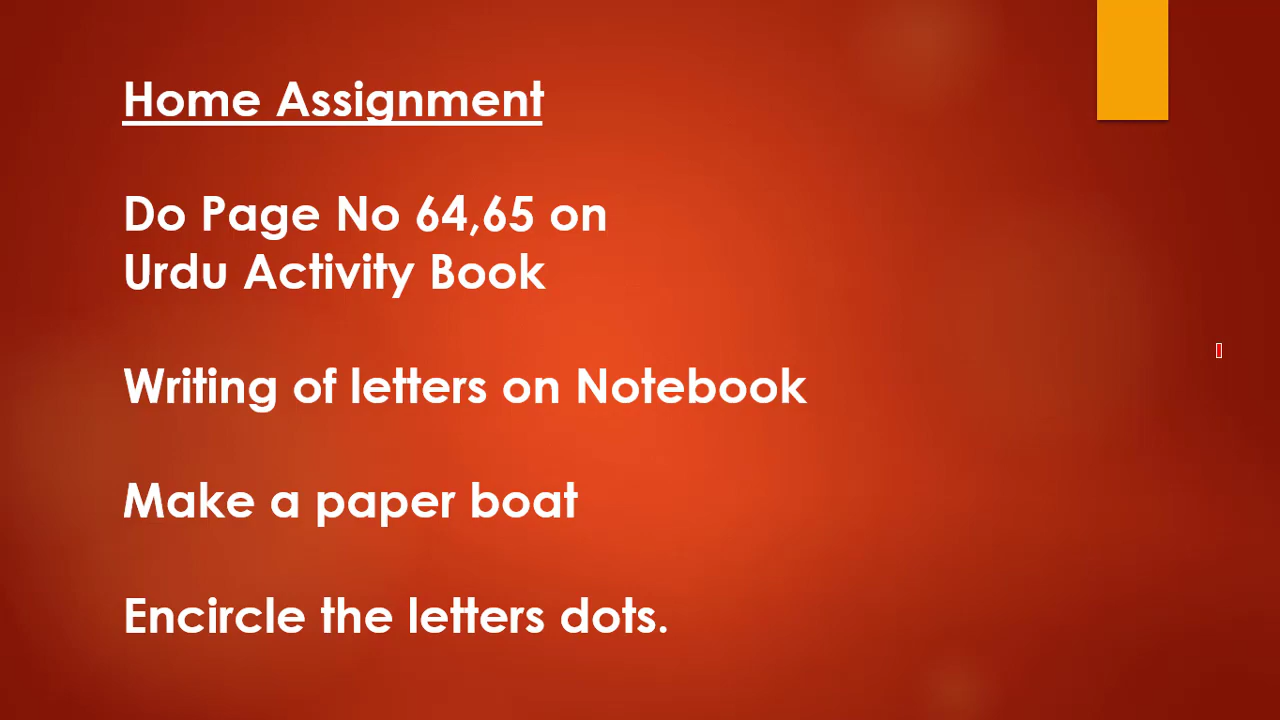 Home Assignment
Do Page No 64,65 on
Urdu Activity Book
Writing of letters on Notebook
Make a paper boat
Encircle the letters dots.